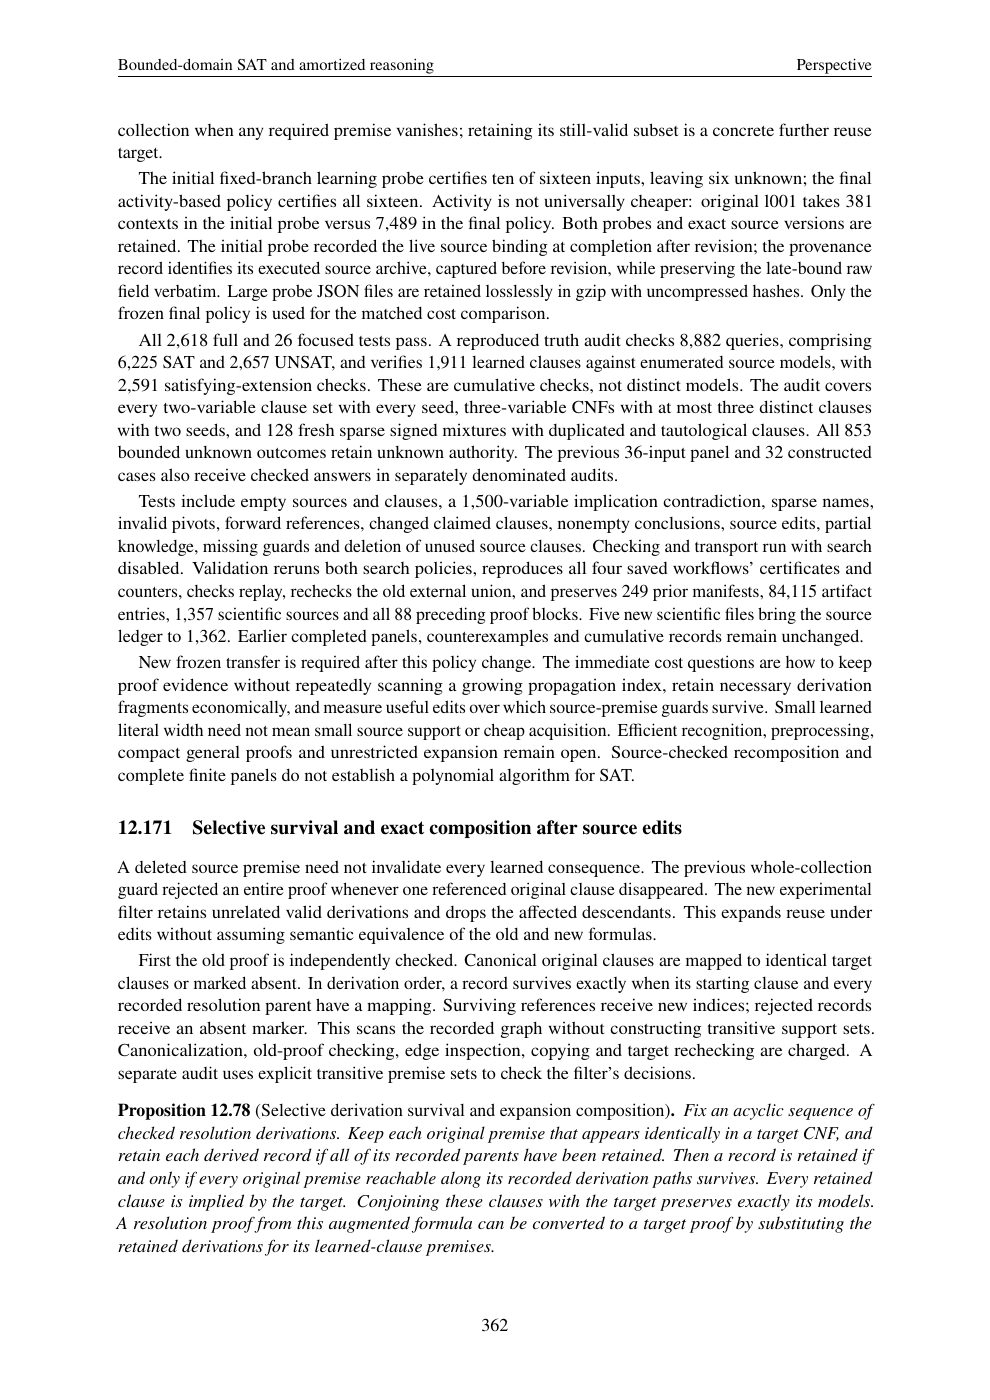 Bounded-domain SAT and amortized reasoning Perspective
collection when any required premise vanishes; retaining its still-valid subset is a concrete further reuse
target.
The initial fixed-branch learning probe certifies ten of sixteen inputs, leaving six unknown; the final
activity-based policy certifies all sixteen. Activity is not universally cheaper: original l001 takes 381
contexts in the initial probe versus 7,489 in the final policy. Both probes and exact source versions are
retained. The initial probe recorded the live source binding at completion after revision; the provenance
record identifies its executed source archive, captured before revision, while preserving the late-bound raw
field verbatim. Large probe JSON files are retained losslessly in gzip with uncompressed hashes. Only the
frozen final policy is used for the matched cost comparison.
All 2,618 full and 26 focused tests pass. A reproduced truth audit checks 8,882 queries, comprising
6,225 SAT and 2,657 UNSAT, and verifies 1,911 learned clauses against enumerated source models, with
2,591 satisfying-extension checks. These are cumulative checks, not distinct models. The audit covers
every two-variable clause set with every seed, three-variable CNFs with at most three distinct clauses
with two seeds, and 128 fresh sparse signed mixtures with duplicated and tautological clauses. All 853
bounded unknown outcomes retain unknown authority. The previous 36-input panel and 32 constructed
cases also receive checked answers in separately denominated audits.
Tests include empty sources and clauses, a 1,500-variable implication contradiction, sparse names,
invalid pivots, forward references, changed claimed clauses, nonempty conclusions, source edits, partial
knowledge, missing guards and deletion of unused source clauses. Checking and transport run with search
disabled. Validation reruns both search policies, reproduces all four saved workflows’ certificates and
counters, checks replay, rechecks the old external union, and preserves 249 prior manifests, 84,115 artifact
entries, 1,357 scientific sources and all 88 preceding proof blocks. Five new scientific files bring the source
ledger to 1,362. Earlier completed panels, counterexamples and cumulative records remain unchanged.
New frozen transfer is required after this policy change. The immediate cost questions are how to keep
proof evidence without repeatedly scanning a growing propagation index, retain necessary derivation
fragments economically, and measure useful edits over which source-premise guards survive. Small learned
literal width need not mean small source support or cheap acquisition. Efficient recognition, preprocessing,
compact general proofs and unrestricted expansion remain open. Source-checked recomposition and
complete finite panels do not establish a polynomial algorithm for SAT.
12.171 Selective survival and exact composition after source edits
A deleted source premise need not invalidate every learned consequence. The previous whole-collection
guard rejected an entire proof whenever one referenced original clause disappeared. The new experimental
filter retains unrelated valid derivations and drops the affected descendants. This expands reuse under
edits without assuming semantic equivalence of the old and new formulas.
First the old proof is independently checked. Canonical original clauses are mapped to identical target
clauses or marked absent. In derivation order, a record survives exactly when its starting clause and every
recorded resolution parent have a mapping. Surviving references receive new indices; rejected records
receive an absent marker. This scans the recorded graph without constructing transitive support sets.
Canonicalization, old-proof checking, edge inspection, copying and target rechecking are charged. A
separate audit uses explicit transitive premise sets to check the filter’s decisions.
Proposition 12.78 (Selective derivation survival and expansion composition). Fix an acyclic sequence of
checked resolution derivations. Keep each original premise that appears identically in a target CNF, and
retain each derived record if all of its recorded parents have been retained. Then a record is retained if
and only if every original premise reachable along its recorded derivation paths survives. Every retained
clause is implied by the target. Conjoining these clauses with the target preserves exactly its models.
A resolution proof from this augmented formula can be converted to a target proof by substituting the
retained derivations for its learned-clause premises.
362